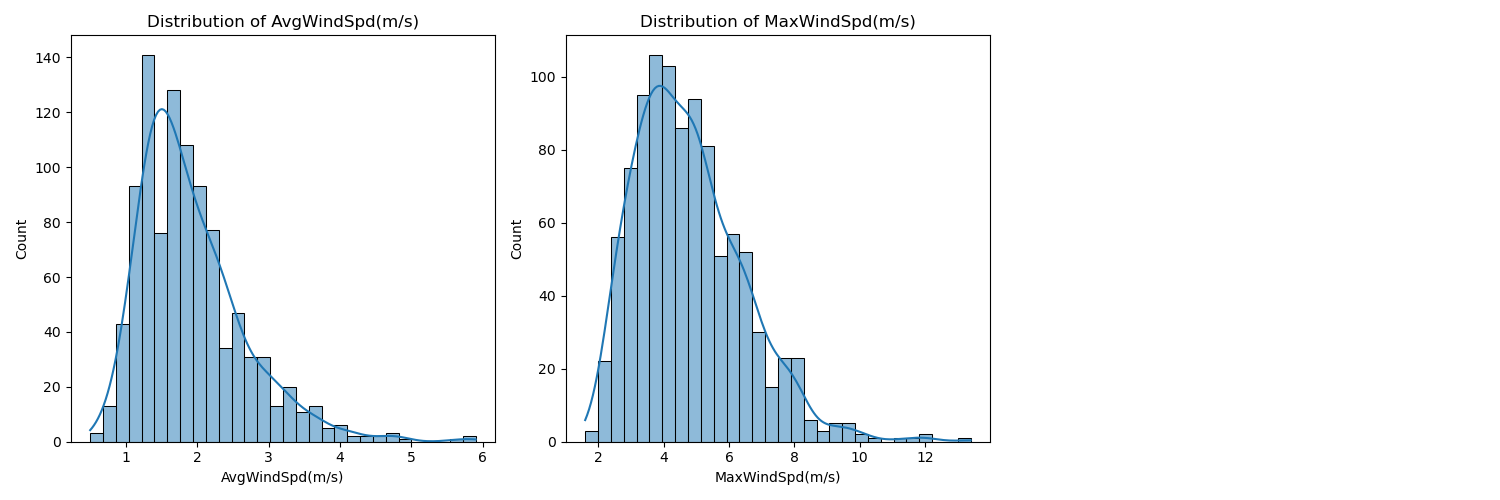 Distribution of AvgWindSpd(m/s)
Count
140
120
100
80
60
40
20
0
1 2 3 4 5 6
AvgWindSpd(m/s)
Distribution of MaxWindSpd(m/s)
Count
100
80
60
40
20
0
2 4 6 8 10 12
MaxWindSpd(m/s)